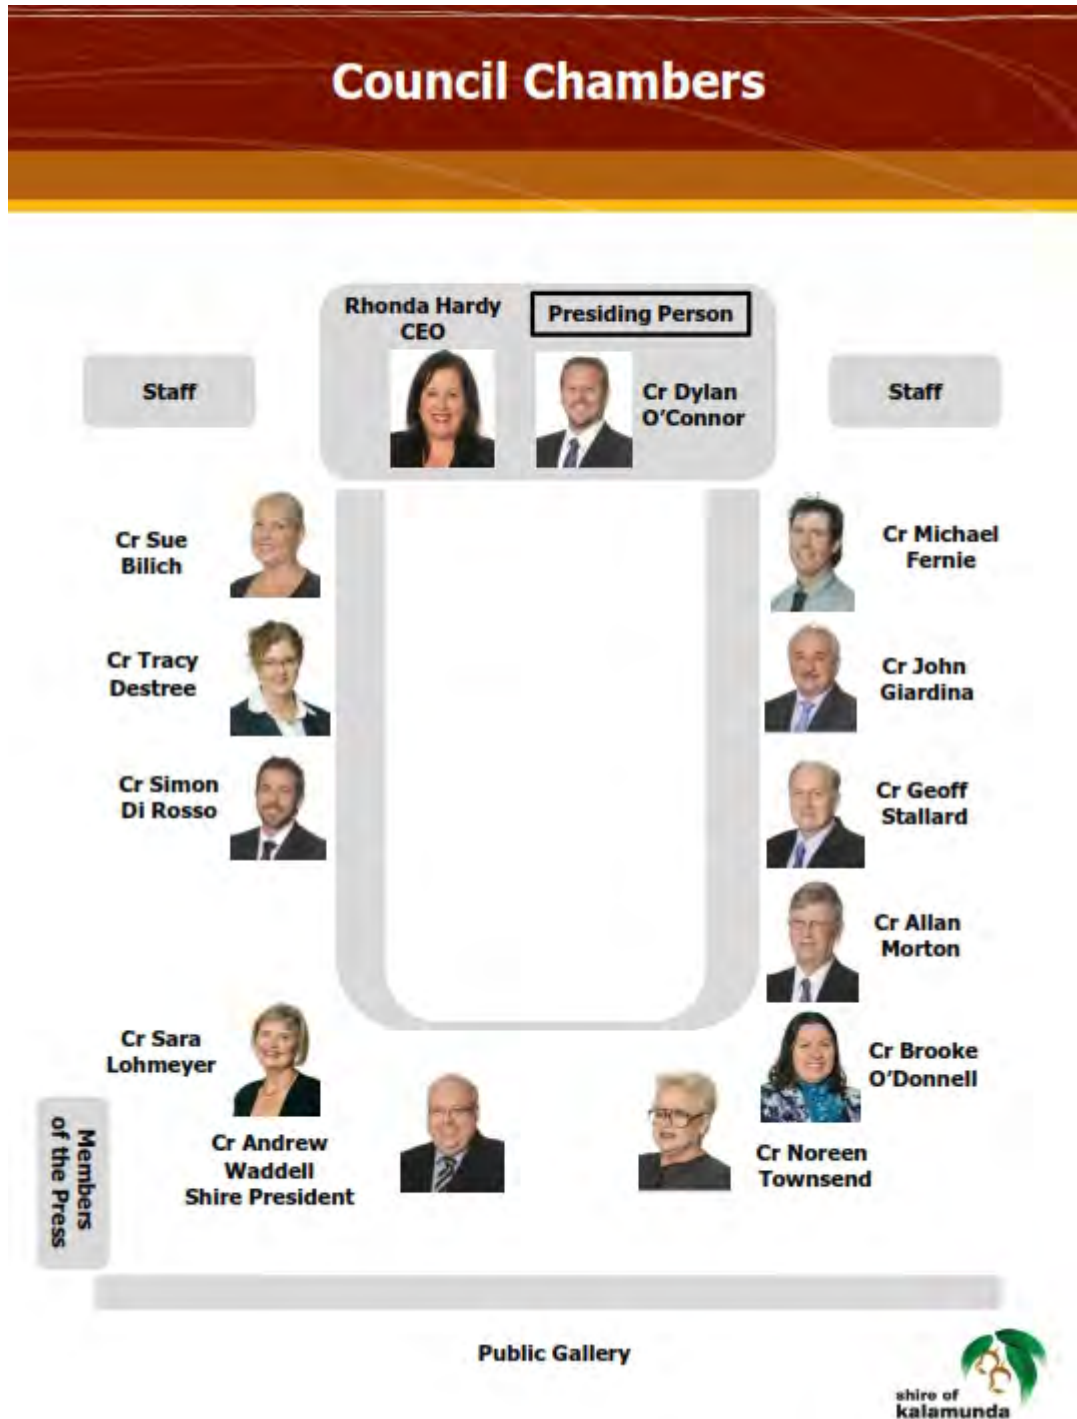 Council Chambers
Rhonda Hardy
CEO
Presiding Person
Staff
Cr Dylan
O'Connor
Staff
Cr Sue
Bilich
Cr Michael
Fernie
Cr Tracy
Destree
Cr John
Giardina
Cr Simon
Di Rosso
Cr Geoff
Stallard
Cr Allan
Morton
Cr Sara
Lohmeyer
Cr Brooke
O'Donnell
Members
of the Press
Cr Andrew
Waddell
Shire President
Cr Noreen
Townsend
Public Gallery
shire of
kalamunda